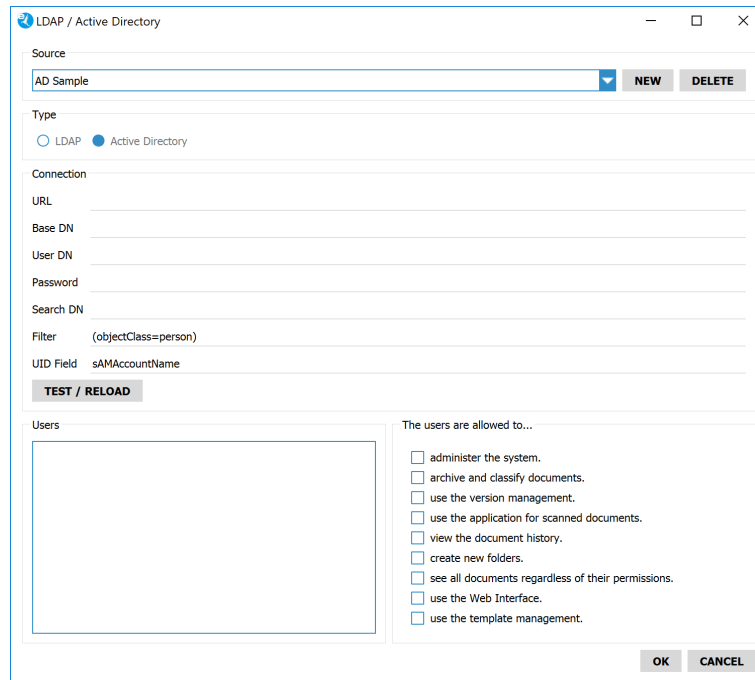 LDAP / Active Directory
Source
AD Sample
NEW
DELETE
Type
LDAP
Active Directory
Connection
URL
Base DN
User DN
Password
Search DN
Filter (objectClass=person)
UID Field sAMAccountName
TEST / RELOAD
Users
The users are allowed to...
administer the system.
archive and classify documents.
use the version management.
use the application for scanned documents.
view the document history.
create new folders.
see all documents regardless of their permissions.
use the Web Interface.
use the template management.
OK
CANCEL